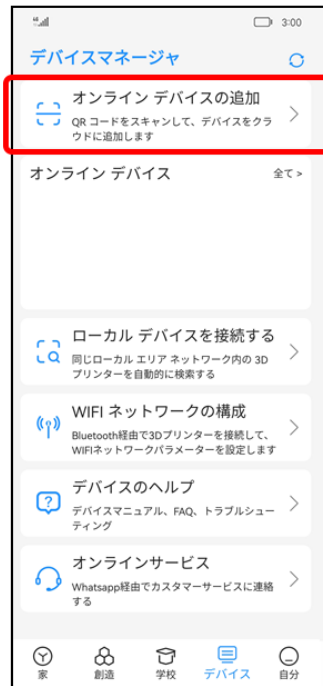 3:00
デバイスマネージャ
オンライン デバイスの追加
QR コードをスキャンして、デバイスをクラ
ウドに追加します
オンライン デバイス
全て >
ローカル デバイスを接続する
同じローカル エリア ネットワーク内の 3D
プリンターを自動的に検索する
WIFI ネットワークの構成
Bluetooth経由で3Dプリンターを接続して、
WIFIネットワークパラメーターを設定します
デバイスのヘルプ
デバイスマニュアル、FAQ、トラブルシュー
ティング
オンラインサービス
Whatsapp経由でカスタマーサービスに連絡
する
家 創造 学校 デバイス 自分